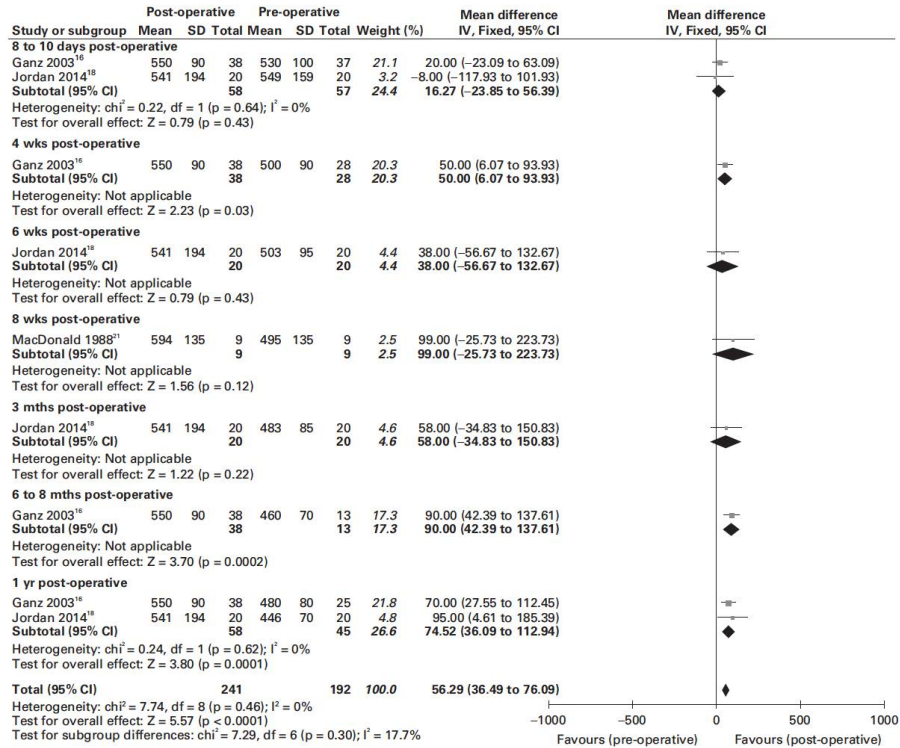 Post-operative Pre-operative Mean difference Mean difference
Study or subgroup Mean SD Total Mean SD Total Weight (%) IV, Fixed, 95% CI IV, Fixed, 95% CI
8 to 10 days post-operative
Ganz 2003¹⁶ 550 90 38 530 100 37 21.1 20.00 (−23.09 to 63.09)
Jordan 2014¹⁸ 541 194 20 549 159 20 3.2 −8.00 (−117.93 to 101.93)
Subtotal (95% CI) 58 57 24.4 16.27 (−23.85 to 56.39)
Heterogeneity: chi² = 0.22, df = 1 (p = 0.64); I² = 0%
Test for overall effect: Z = 0.79 (p = 0.43)
4 wks post-operative
Ganz 2003¹⁶ 550 90 38 500 90 28 20.3 50.00 (6.07 to 93.93)
Subtotal (95% CI) 38 28 20.3 50.00 (6.07 to 93.93)
Heterogeneity: Not applicable
Test for overall effect: Z = 2.23 (p = 0.03)
6 wks post-operative
Jordan 2014¹⁸ 541 194 20 503 95 20 4.4 38.00 (−56.67 to 132.67)
Subtotal (95% CI) 20 20 4.4 38.00 (−56.67 to 132.67)
Heterogeneity: Not applicable
Test for overall effect: Z = 0.79 (p = 0.43)
8 wks post-operative
MacDonald 1988²¹ 594 135 9 495 135 9 2.5 99.00 (−25.73 to 223.73)
Subtotal (95% CI) 9 9 2.5 99.00 (−25.73 to 223.73)
Heterogeneity: Not applicable
Test for overall effect: Z = 1.56 (p = 0.12)
3 mths post-operative
Jordan 2014¹⁸ 541 194 20 483 85 20 4.6 58.00 (−34.83 to 150.83)
Subtotal (95% CI) 20 20 4.6 58.00 (−34.83 to 150.83)
Heterogeneity: Not applicable
Test for overall effect: Z = 1.22 (p = 0.22)
6 to 8 mths post-operative
Ganz 2003¹⁶ 550 90 38 460 70 13 17.3 90.00 (42.39 to 137.61)
Subtotal (95% CI) 38 13 17.3 90.00 (42.39 to 137.61)
Heterogeneity: Not applicable
Test for overall effect: Z = 3.70 (p = 0.0002)
1 yr post-operative
Ganz 2003¹⁶ 550 90 38 480 80 25 21.8 70.00 (27.55 to 112.45)
Jordan 2014¹⁸ 541 194 20 446 70 20 4.8 95.00 (4.61 to 185.39)
Subtotal (95% CI) 58 45 26.6 74.52 (36.09 to 112.94)
Heterogeneity: chi² = 0.24, df = 1 (p = 0.62); I² = 0%
Test for overall effect: Z = 3.80 (p = 0.0001)
Total (95% CI) 241 192 100.0 56.29 (36.49 to 76.09)
Heterogeneity: chi² = 7.74, df = 8 (p = 0.46); I² = 0%
Test for overall effect: Z = 5.57 (p < 0.0001)
Test for subgroup differences: chi² = 7.29, df = 6 (p = 0.30); I² = 17.7%
−1000 −500 0 500 1000
Favours (pre-operative) Favours (post-operative)